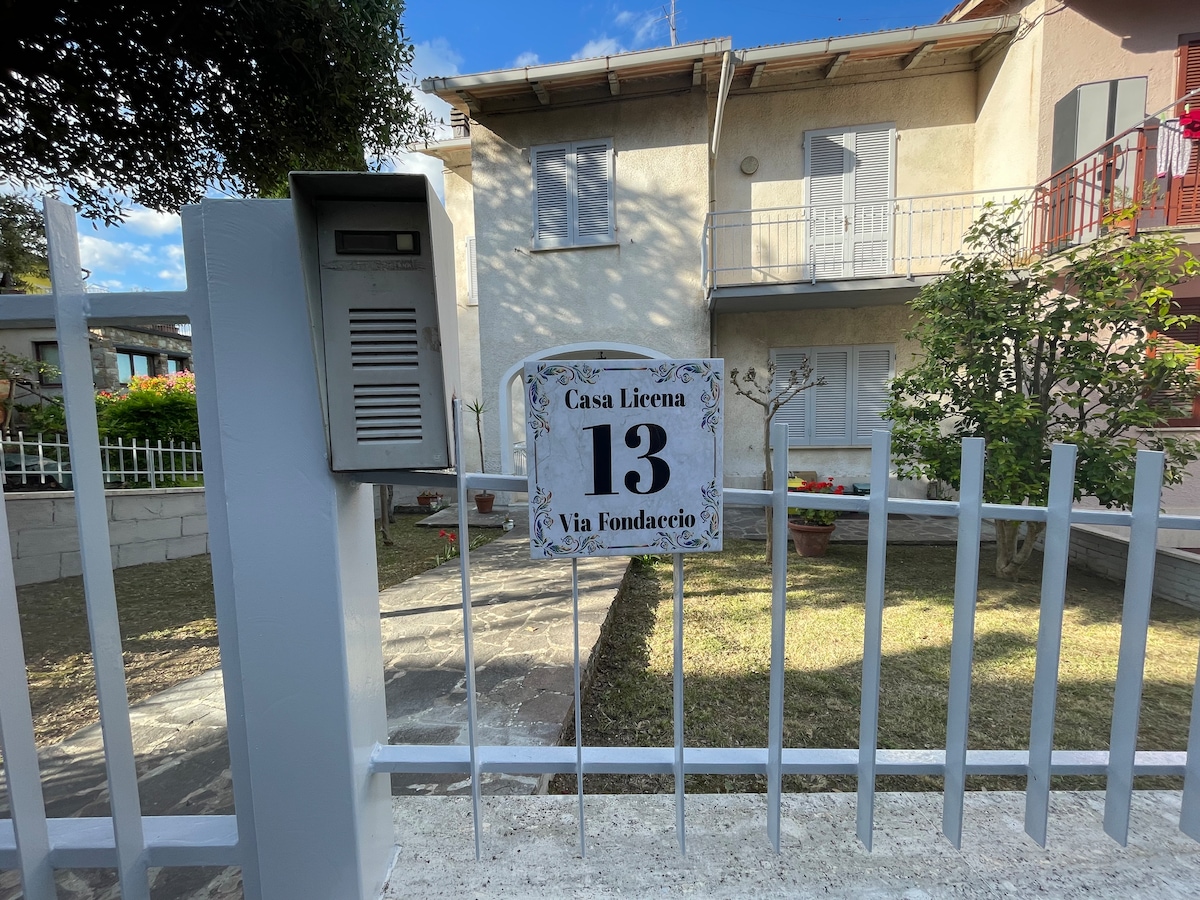 Casa Licena
13
Via Fondaccio